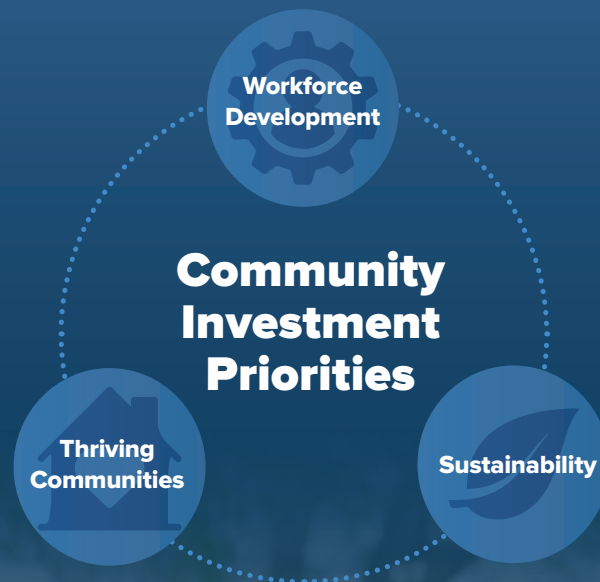 Workforce
Development
Community
Investment
Priorities
Thriving
Communities
Sustainability